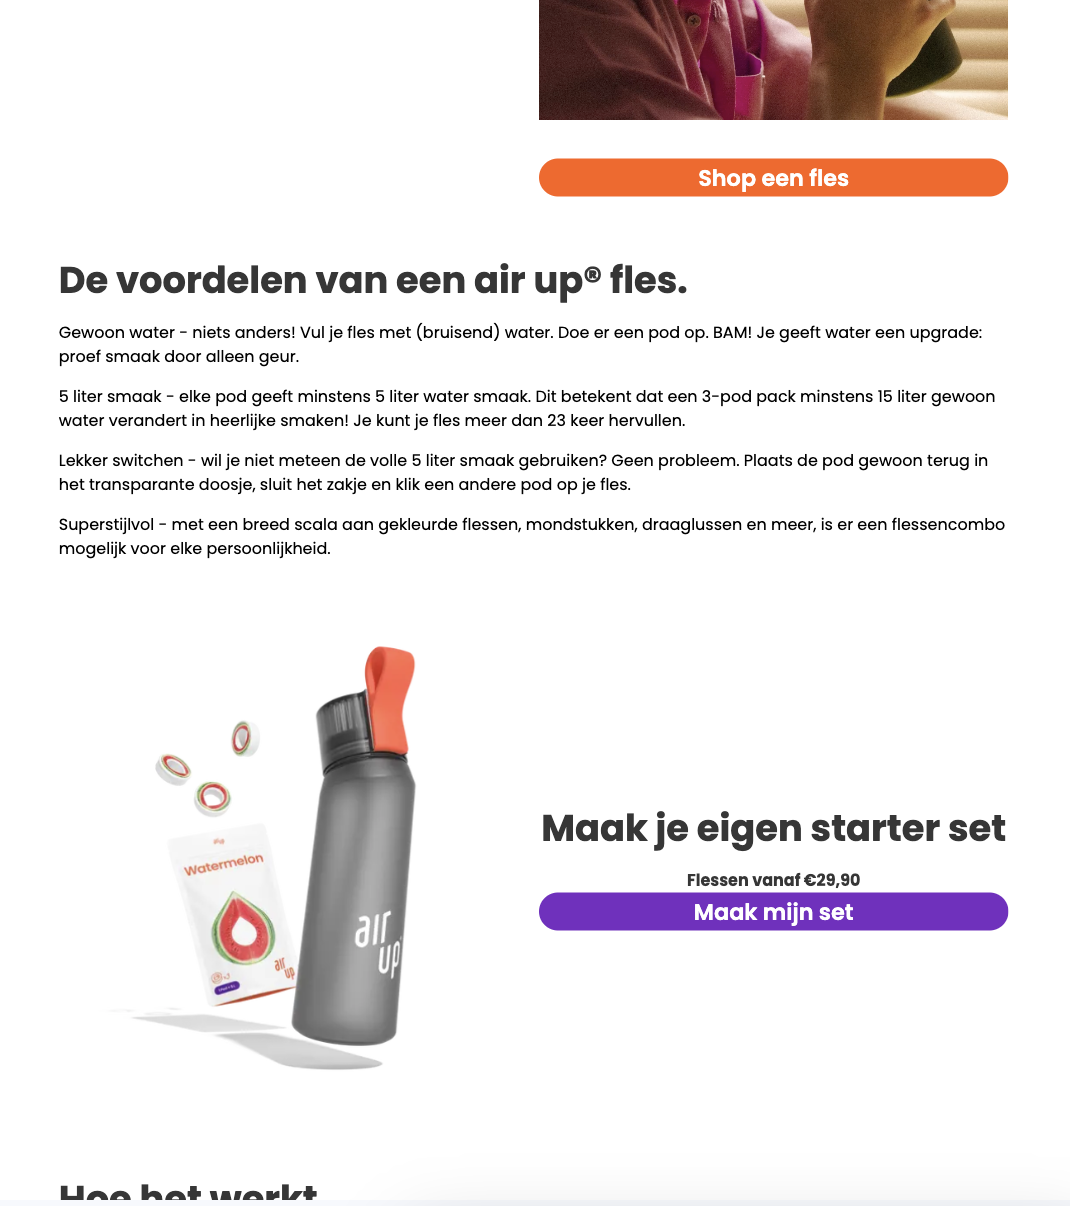 Shop een fles
De voordelen van een air up® fles.
Gewoon water - niets anders! Vul je fles met (bruisend) water. Doe er een pod op. BAM! Je geeft water een upgrade:
proef smaak door alleen geur.
5 liter smaak - elke pod geeft minstens 5 liter water smaak. Dit betekent dat een 3-pod pack minstens 15 liter gewoon
water verandert in heerlijke smaken! Je kunt je fles meer dan 23 keer hervullen.
Lekker switchen - wil je niet meteen de volle 5 liter smaak gebruiken? Geen probleem. Plaats de pod gewoon terug in
het transparante doosje, sluit het zakje en klik een andere pod op je fles.
Superstijlvol - met een breed scala aan gekleurde flessen, mondstukken, draaglussen en meer, is er een flessencombo
mogelijk voor elke persoonlijkheid.
Watermelon
air
up
air
up
Maak je eigen starter set
Flessen vanaf €29,90
Maak mijn set
Hoe het werkt